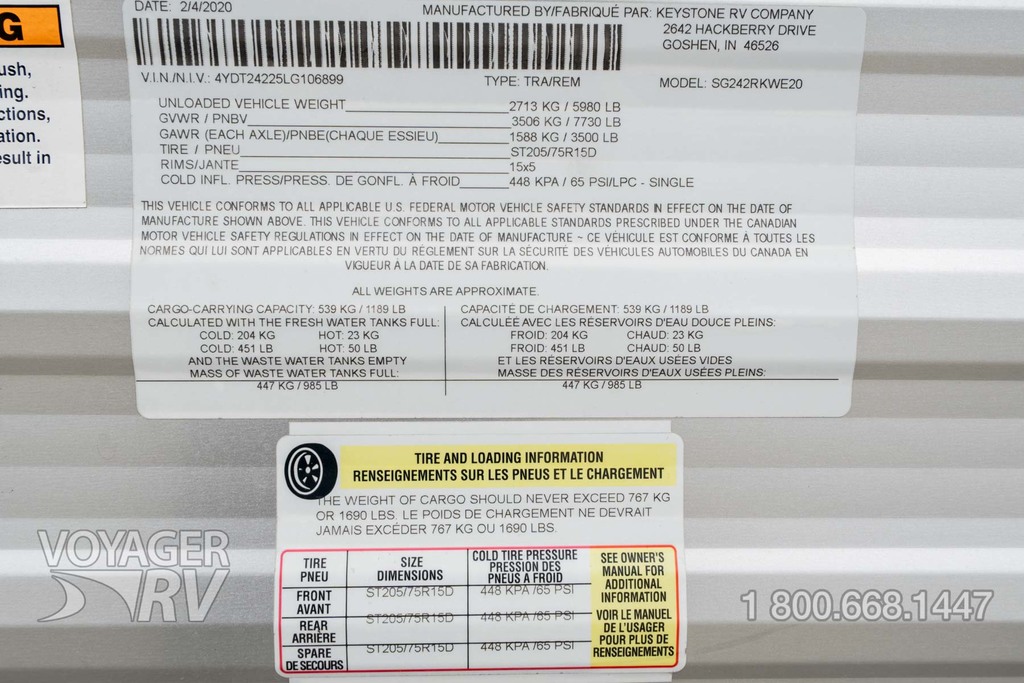 G
ush,
ing.
ctions,
ation.
esult in
DATE: 2/4/2020
MANUFACTURED BY/FABRIQUÉ PAR: KEYSTONE RV COMPANY
2642 HACKBERRY DRIVE
GOSHEN, IN 46526
V.I.N./N.I.V.: 4YDT24225LG106899 TYPE: TRA/REM MODEL: SG242RKWE20
UNLOADED VEHICLE WEIGHT 2713 KG / 5980 LB
GVWR / PNBV 3506 KG / 7730 LB
GAWR (EACH AXLE)/PNBE(CHAQUE ESSIEU) 1588 KG / 3500 LB
TIRE / PNEU ST205/75R15D
RIMS/JANTE 15x5
COLD INFL. PRESS/PRESS. DE GONFL. À FROID 448 KPA / 65 PSI/LPC - SINGLE
THIS VEHICLE CONFORMS TO ALL APPLICABLE U.S. FEDERAL MOTOR VEHICLE SAFETY STANDARDS IN EFFECT ON THE DATE OF
MANUFACTURE SHOWN ABOVE. THIS VEHICLE CONFORMS TO ALL APPLICABLE STANDARDS PRESCRIBED UNDER THE CANADIAN
MOTOR VEHICLE SAFETY REGULATIONS IN EFFECT ON THE DATE OF MANUFACTURE ~ CE VÉHICULE EST CONFORME À TOUTES LES
NORMES QUI LUI SONT APPLICABLES EN VERTU DU RÉGLEMENT SUR LA SÉCURITÉ DES VÉHICULES AUTOMOBILES DU CANADA EN
VIGUEUR À LA DATE DE SA FABRICATION.
ALL WEIGHTS ARE APPROXIMATE.
CARGO-CARRYING CAPACITY: 539 KG / 1189 LB
CALCULATED WITH THE FRESH WATER TANKS FULL:
COLD: 204 KG HOT: 23 KG
COLD: 451 LB HOT: 50 LB
AND THE WASTE WATER TANKS EMPTY
MASS OF WASTE WATER TANKS FULL:
447 KG / 985 LB
CAPACITÉ DE CHARGEMENT: 539 KG / 1189 LB
CALCULÉE AVEC LES RÉSERVOIRS D'EAU DOUCE PLEINS:
FROID: 204 KG CHAUD: 23 KG
FROID: 451 LB CHAUD: 50 LB
ET LES RÉSERVOIRS D'EAUX USÉES VIDES
MASSE DES RÉSERVOIRS D'EAUX USÉES PLEINS:
447 KG / 985 LB
TIRE AND LOADING INFORMATION
RENSEIGNEMENTS SUR LES PNEUS ET LE CHARGEMENT
THE WEIGHT OF CARGO SHOULD NEVER EXCEED 767 KG
OR 1690 LBS. LE POIDS DE CHARGEMENT NE DEVRAIT
JAMAIS EXCÉDER 767 KG OU 1690 LBS.
TIRE
PNEU
SIZE
DIMENSIONS
COLD TIRE PRESSURE
PRESSION DES
PNEUS A FROID
FRONT
AVANT
ST205/75R15D 448 KPA /65 PSI
REAR
ARRIÈRE
ST205/75R15D 448 KPA /65 PSI
SPARE
DE SECOURS
ST205/75R15D 448 KPA /65 PSI
SEE OWNER'S
MANUAL FOR
ADDITIONAL
INFORMATION
VOIR LE MANUEL
DE L'USAGER
POUR PLUS DE
RENSEIGNEMENTS
VOYAGER
RV
1 800.668.1447